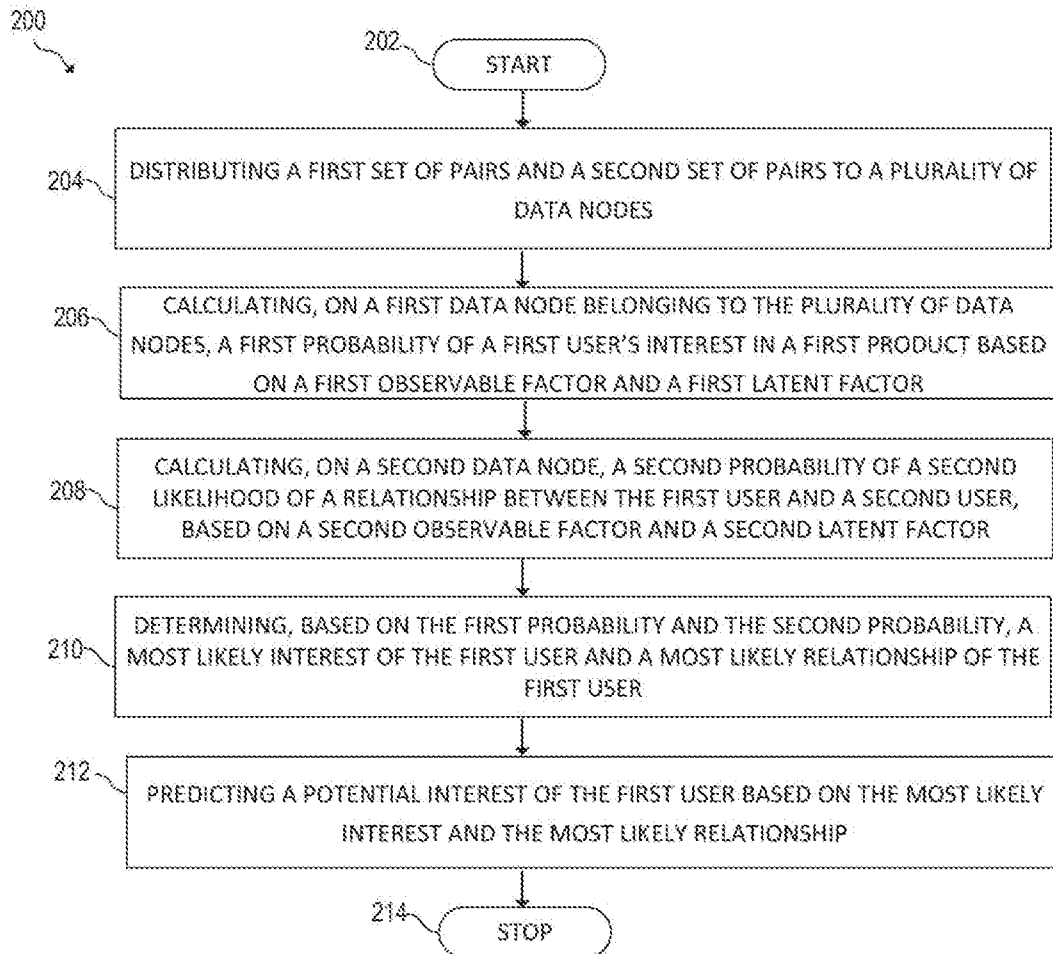 200
202
START
204
DISTRIBUTING A FIRST SET OF PAIRS AND A SECOND SET OF PAIRS TO A PLURALITY OF
DATA NODES
206
CALCULATING, ON A FIRST DATA NODE BELONGING TO THE PLURALITY OF DATA
NODES, A FIRST PROBABILITY OF A FIRST USER'S INTEREST IN A FIRST PRODUCT BASED
ON A FIRST OBSERVABLE FACTOR AND A FIRST LATENT FACTOR
208
CALCULATING, ON A SECOND DATA NODE, A SECOND PROBABILITY OF A SECOND
LIKELIHOOD OF A RELATIONSHIP BETWEEN THE FIRST USER AND A SECOND USER,
BASED ON A SECOND OBSERVABLE FACTOR AND A SECOND LATENT FACTOR
210
DETERMINING, BASED ON THE FIRST PROBABILITY AND THE SECOND PROBABILITY, A
MOST LIKELY INTEREST OF THE FIRST USER AND A MOST LIKELY RELATIONSHIP OF THE
FIRST USER
212
PREDICTING A POTENTIAL INTEREST OF THE FIRST USER BASED ON THE MOST LIKELY
INTEREST AND THE MOST LIKELY RELATIONSHIP
214
STOP